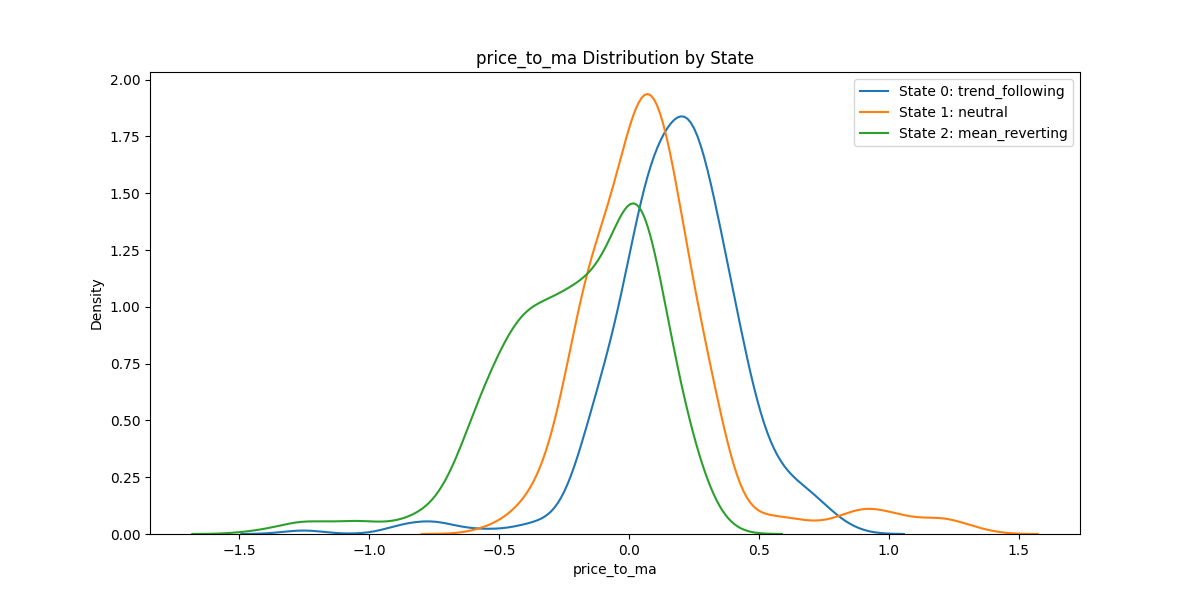 price_to_ma Distribution by State
State 0: trend_following
State 1: neutral
State 2: mean_reverting
Density
2.00
1.75
1.50
1.25
1.00
0.75
0.50
0.25
0.00
−1.5 −1.0 −0.5 0.0 0.5 1.0 1.5
price_to_ma